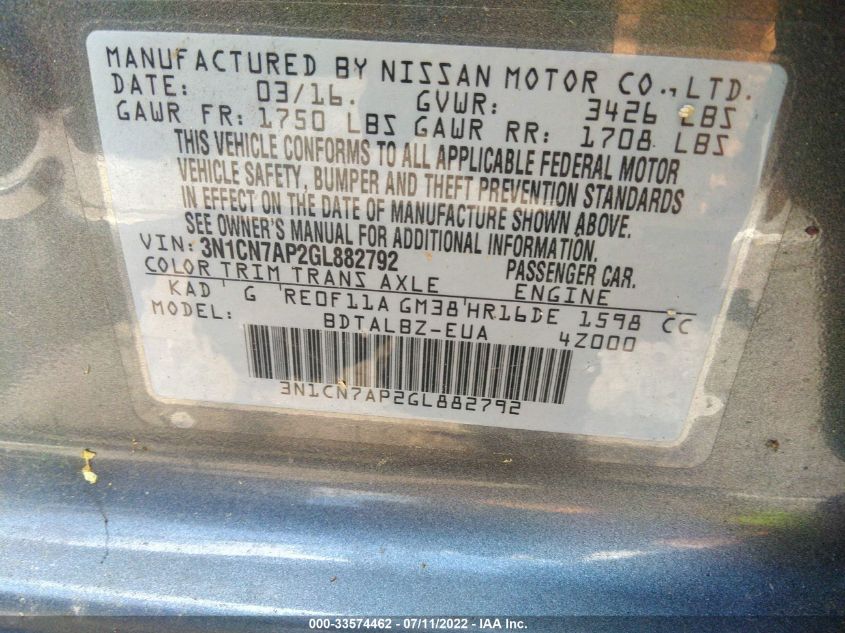 MANUFACTURED BY NISSAN MOTOR CO., LTD.
DATE: 03/16. GVWR: 3426 LBS
GAWR FR: 1750 LBS GAWR RR: 1708 LBS
THIS VEHICLE CONFORMS TO ALL APPLICABLE FEDERAL MOTOR
VEHICLE SAFETY, BUMPER AND THEFT PREVENTION STANDARDS
IN EFFECT ON THE DATE OF MANUFACTURE SHOWN ABOVE.
SEE OWNER'S MANUAL FOR ADDITIONAL INFORMATION.
VIN: 3N1CN7AP2GL882792 PASSENGER CAR.
COLOR TRIM TRANS AXLE ENGINE
KAD ' G 'RE0F11A GM38'HR16DE 1598 CC
MODEL: BDTALBZ-EUA 4Z000
3N1CN7AP2GL882792
000-33574462 - 07/11/2022 - IAA Inc.